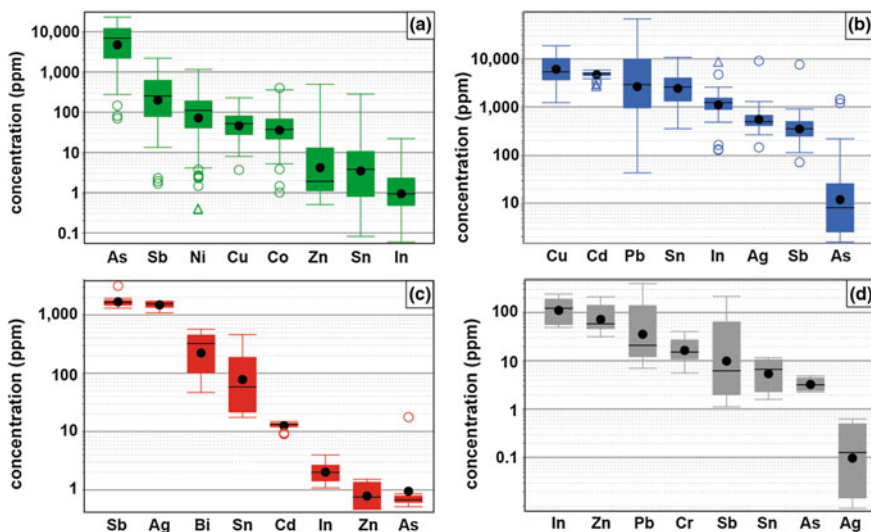 (a)
concentration (ppm)
10,000
1,000
100
10
1
0.1
As Sb Ni Cu Co Zn Sn In
(b)
concentration (ppm)
10,000
1,000
100
10
Cu Cd Pb Sn In Ag Sb As
(c)
concentration (ppm)
1,000
100
10
1
Sb Ag Bi Sn Cd In Zn As
(d)
concentration (ppm)
100
10
1
0.1
In Zn Pb Cr Sb Sn As Ag